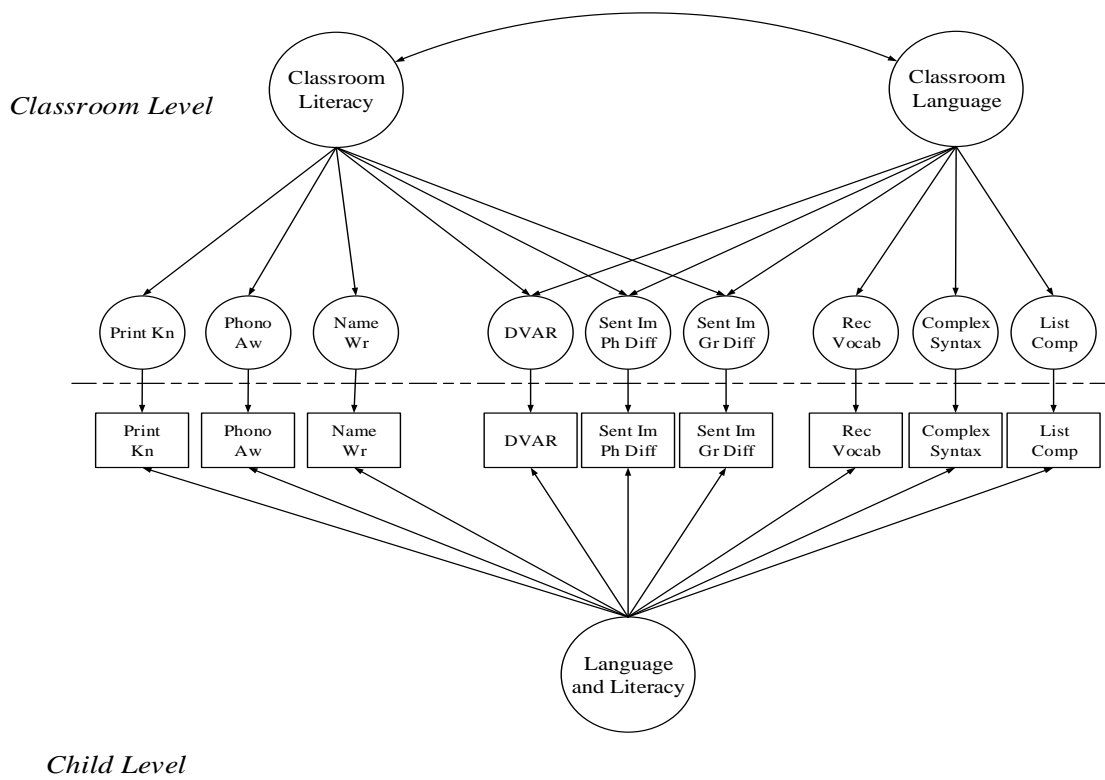 Classroom
Literacy
Classroom
Language
Classroom Level
Print Kn
Phono
Aw
Name
Wr
DVAR
Sent Im
Ph Diff
Sent Im
Gr Diff
Rec
Vocab
Complex
Syntax
List
Comp
Print
Kn
Phono
Aw
Name
Wr
DVAR
Sent Im
Ph Diff
Sent Im
Gr Diff
Rec
Vocab
Complex
Syntax
List
Comp
Language
and Literacy
Child Level